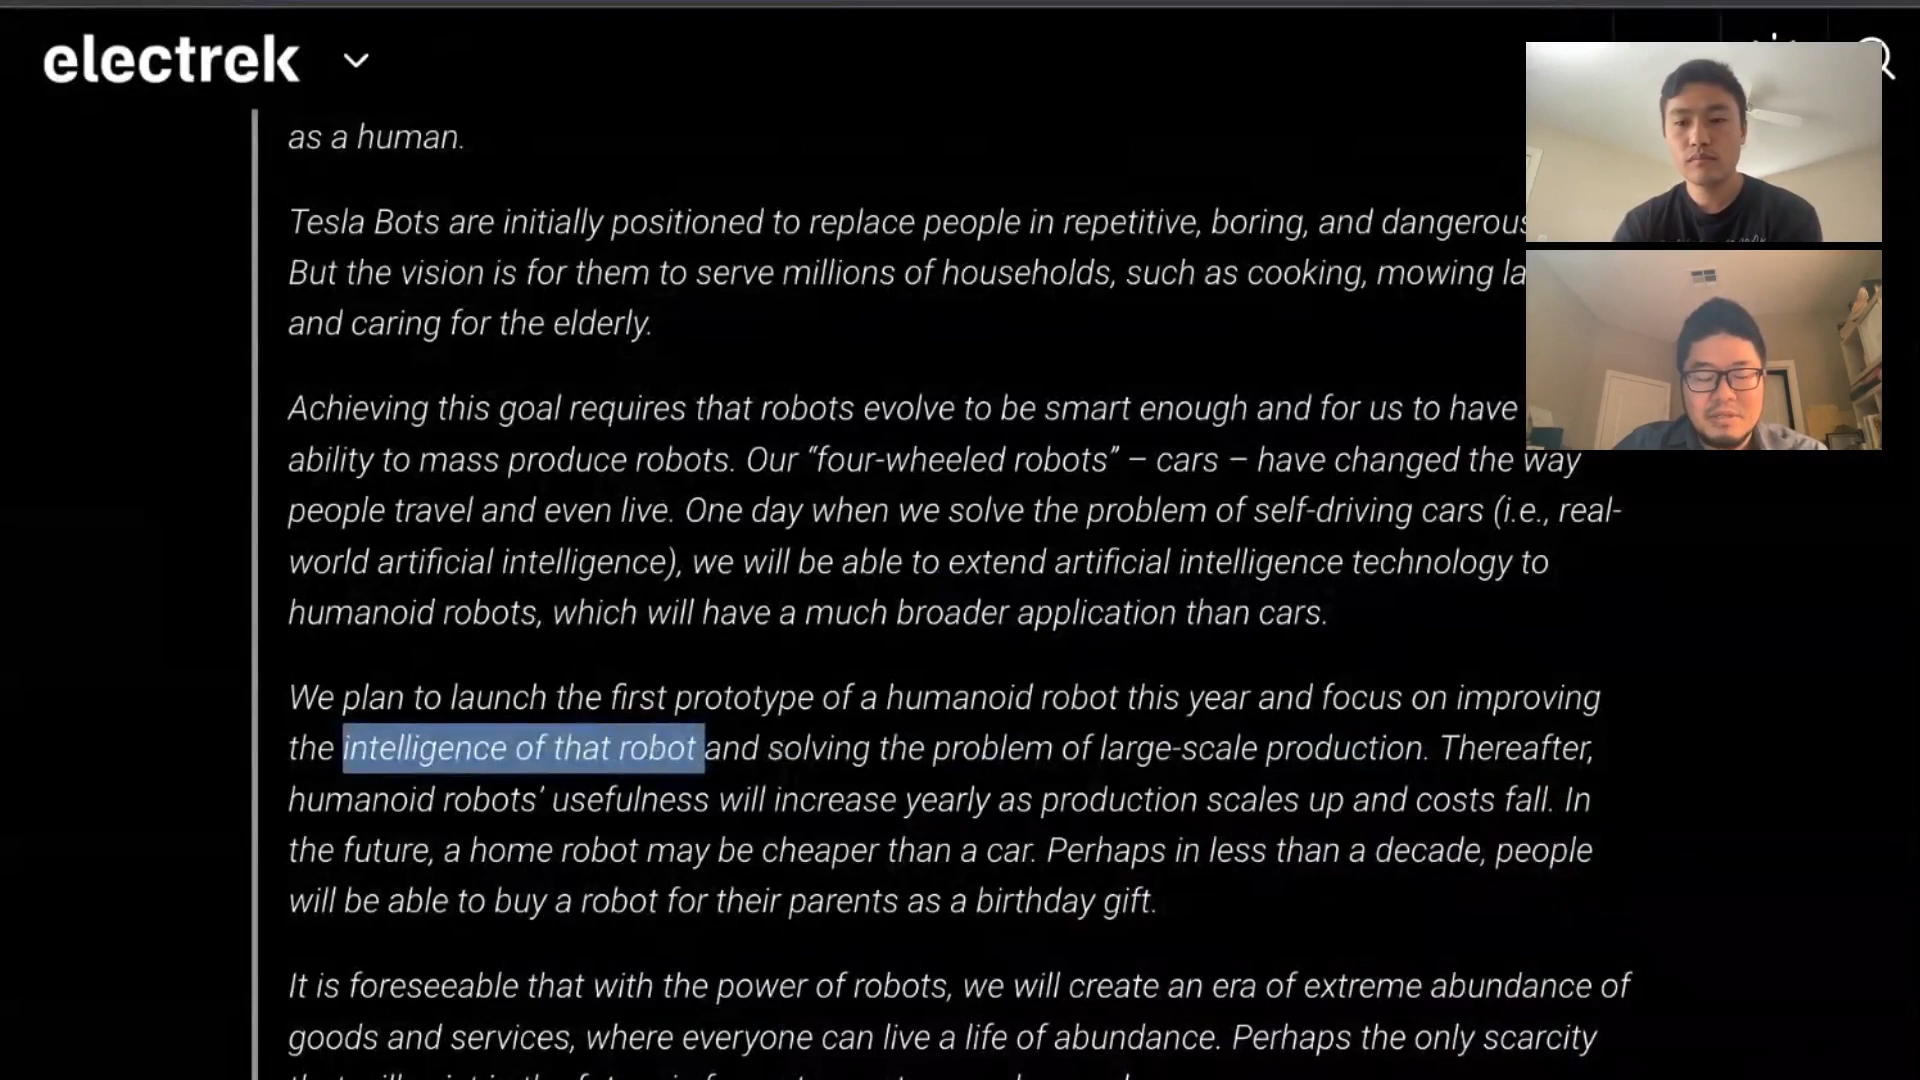 electrek
as a human.
Tesla Bots are initially positioned to replace people in repetitive, boring, and dangerous
But the vision is for them to serve millions of households, such as cooking, mowing la
and caring for the elderly.
Achieving this goal requires that robots evolve to be smart enough and for us to have
ability to mass produce robots. Our “four-wheeled robots” – cars – have changed the way
people travel and even live. One day when we solve the problem of self-driving cars (i.e., real-
world artificial intelligence), we will be able to extend artificial intelligence technology to
humanoid robots, which will have a much broader application than cars.
We plan to launch the first prototype of a humanoid robot this year and focus on improving
the intelligence of that robot and solving the problem of large-scale production. Thereafter,
humanoid robots’ usefulness will increase yearly as production scales up and costs fall. In
the future, a home robot may be cheaper than a car. Perhaps in less than a decade, people
will be able to buy a robot for their parents as a birthday gift.
It is foreseeable that with the power of robots, we will create an era of extreme abundance of
goods and services, where everyone can live a life of abundance. Perhaps the only scarcity